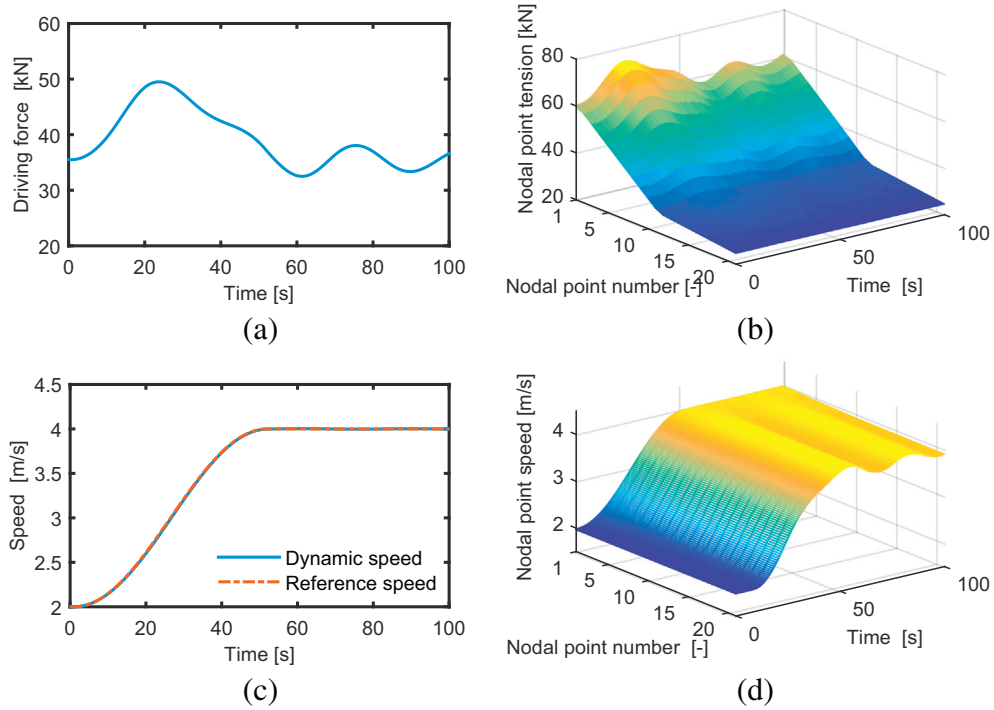 60
50
40
30
20
Driving force [kN]
0 20 40 60 80 100
Time [s]
(a)
80
60
40
20
Nodal point tension [kN]
1 5 10 15 20
Nodal point number [-]
0 50 100
Time [s]
(b)
4.5
4
3.5
3
2.5
2
Speed [m/s]
Dynamic speed
Reference speed
0 20 40 60 80 100
Time [s]
(c)
4
3
2
Nodal point speed [m/s]
1 5 10 15 20
Nodal point number [-]
0 50 100
Time [s]
(d)